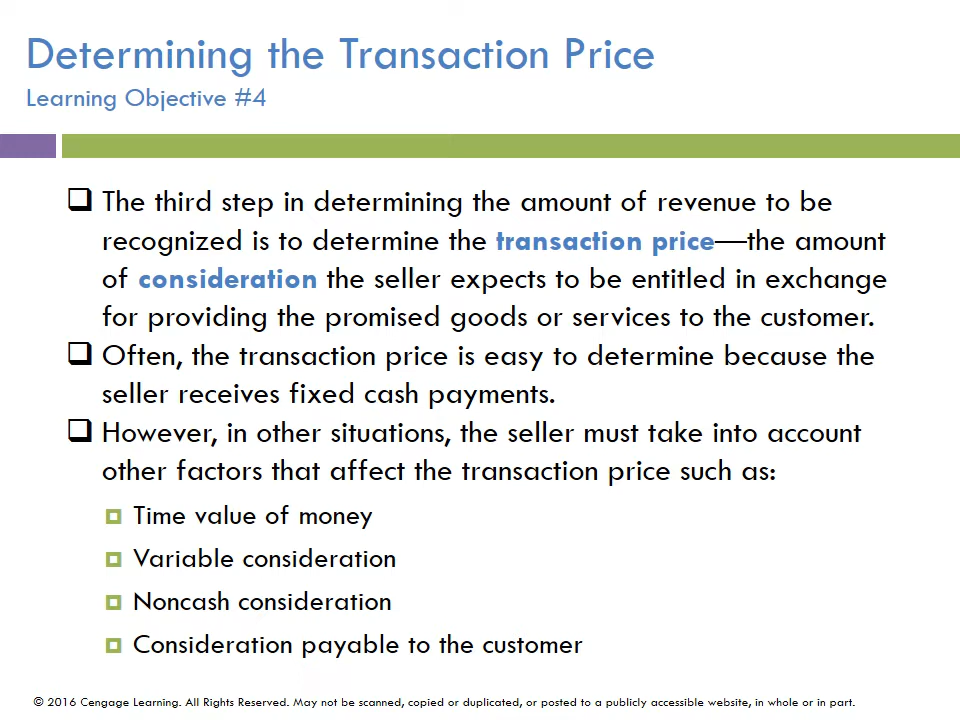 Determining the Transaction Price
Learning Objective #4
The third step in determining the amount of revenue to be
recognized is to determine the transaction price—the amount
of consideration the seller expects to be entitled in exchange
for providing the promised goods or services to the customer.
Often, the transaction price is easy to determine because the
seller receives fixed cash payments.
However, in other situations, the seller must take into account
other factors that affect the transaction price such as:
Time value of money
Variable consideration
Noncash consideration
Consideration payable to the customer
© 2016 Cengage Learning. All Rights Reserved. May not be scanned, copied or duplicated, or posted to a publicly accessible website, in whole or in part.